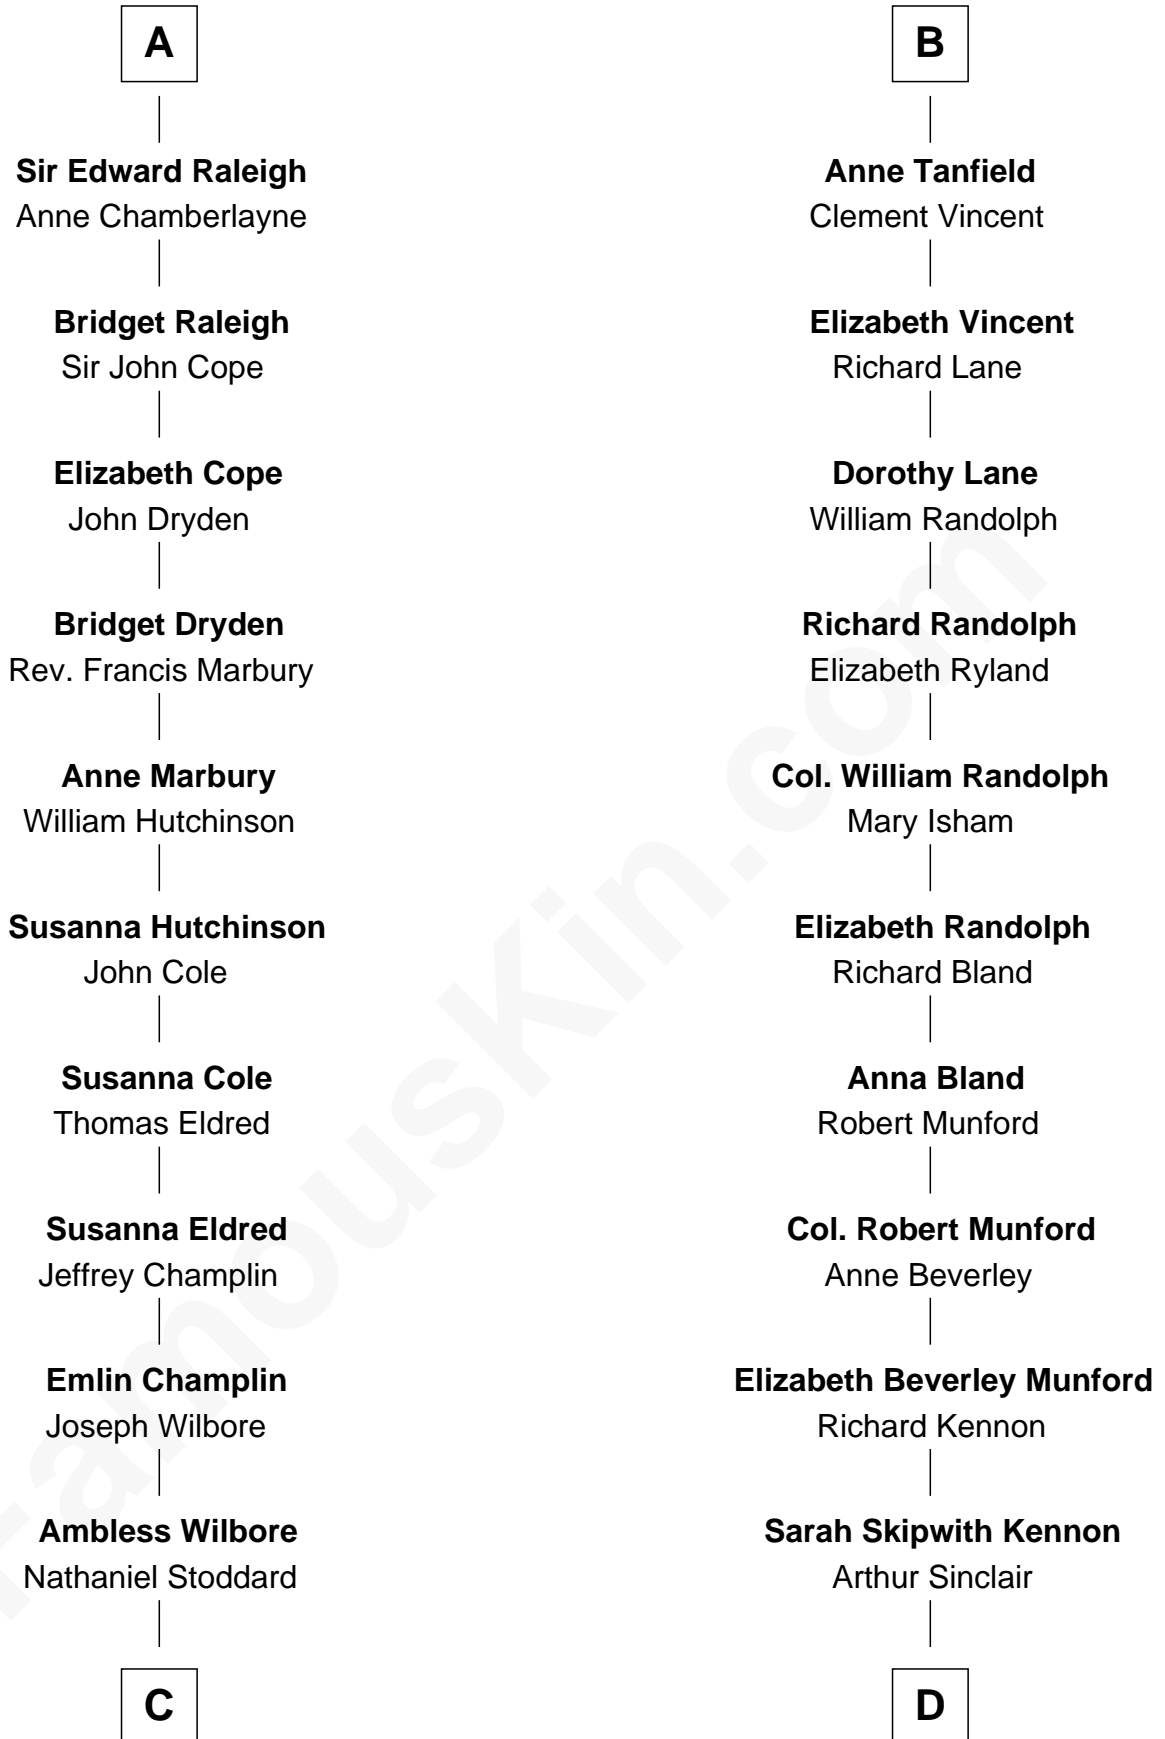 A
Sir Edward Raleigh
Anne Chamberlayne
Bridget Raleigh
Sir John Cope
Elizabeth Cope
John Dryden
Bridget Dryden
Rev. Francis Marbury
Anne Marbury
William Hutchinson
Susanna Hutchinson
John Cole
Susanna Cole
Thomas Eldred
Susanna Eldred
Jeffrey Champlin
Emlin Champlin
Joseph Wilbore
Ambless Wilbore
Nathaniel Stoddard
C
B
Anne Tanfield
Clement Vincent
Elizabeth Vincent
Richard Lane
Dorothy Lane
William Randolph
Richard Randolph
Elizabeth Ryland
Col. William Randolph
Mary Isham
Elizabeth Randolph
Richard Bland
Anna Bland
Robert Munford
Col. Robert Munford
Anne Beverley
Elizabeth Beverley Munford
Richard Kennon
Sarah Skipwith Kennon
Arthur Sinclair
D
FamousKin.com